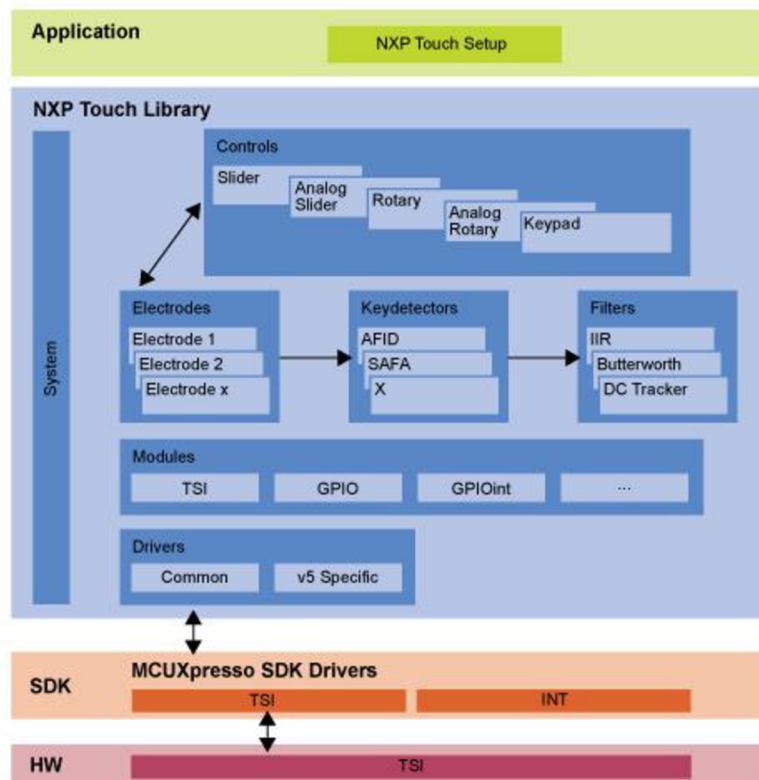 Application
NXP Touch Setup
NXP Touch Library
System
Controls
Slider
Analog
Slider
Rotary
Analog
Rotary
Keypad
Electrodes
Electrode 1
Electrode 2
Electrode x
Keydetectors
AFID
SAFA
X
Filters
IIR
Butterworth
DC Tracker
Modules
TSI
GPIO
GPIOint
...
Drivers
Common
v5 Specific
SDK
MCUXpresso SDK Drivers
TSI
INT
HW
TSI